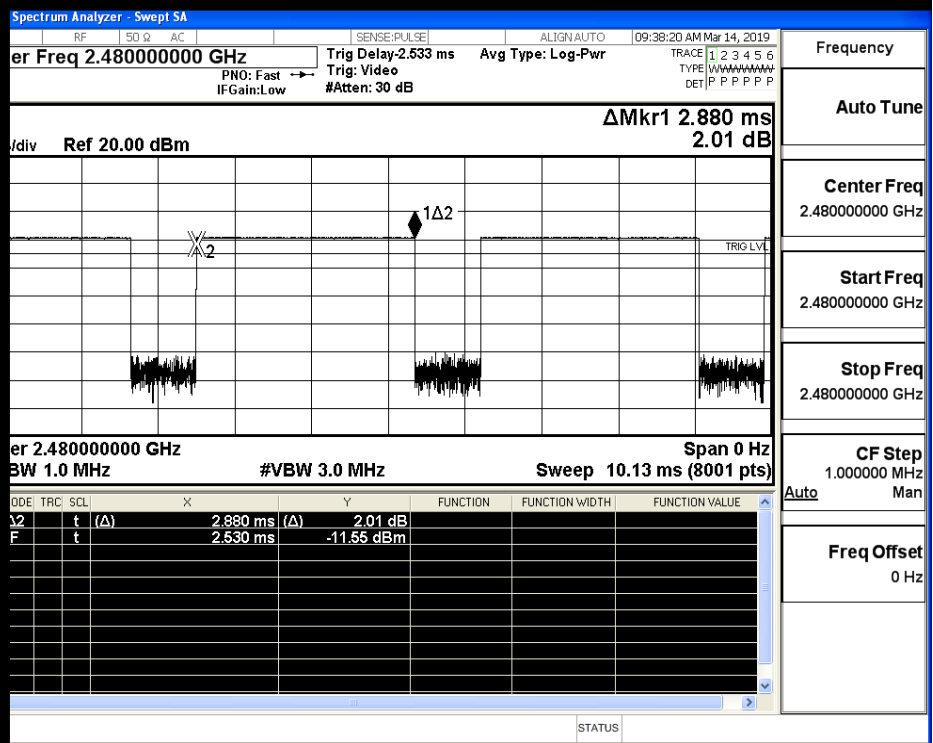 Spectrum Analyzer - Swept SA
RF 50 Ω AC SENSE:PULSE ALIGN AUTO 09:38:20 AM Mar 14, 2019
er Freq 2.480000000 GHz
PNO: Fast
IFGain:Low
Trig Delay-2.533 ms
Trig: Video
#Atten: 30 dB
Avg Type: Log-Pwr
TRACE 1 2 3 4 5 6
TYPE WWWWWW
DET P P P P P P
ΔMkr1 2.880 ms
2.01 dB
/div Ref 20.00 dBm
1Δ2
2
TRIG LVL
er 2.480000000 GHz Span 0 Hz
BW 1.0 MHz #VBW 3.0 MHz Sweep 10.13 ms (8001 pts)
ODE TRC SCL X Y FUNCTION FUNCTION WIDTH FUNCTION VALUE
Δ2 t (Δ) 2.880 ms (Δ) 2.01 dB
F t 2.530 ms -11.55 dBm
STATUS
Frequency
Auto Tune
Center Freq
2.480000000 GHz
Start Freq
2.480000000 GHz
Stop Freq
2.480000000 GHz
CF Step
1.000000 MHz
Auto Man
Freq Offset
0 Hz